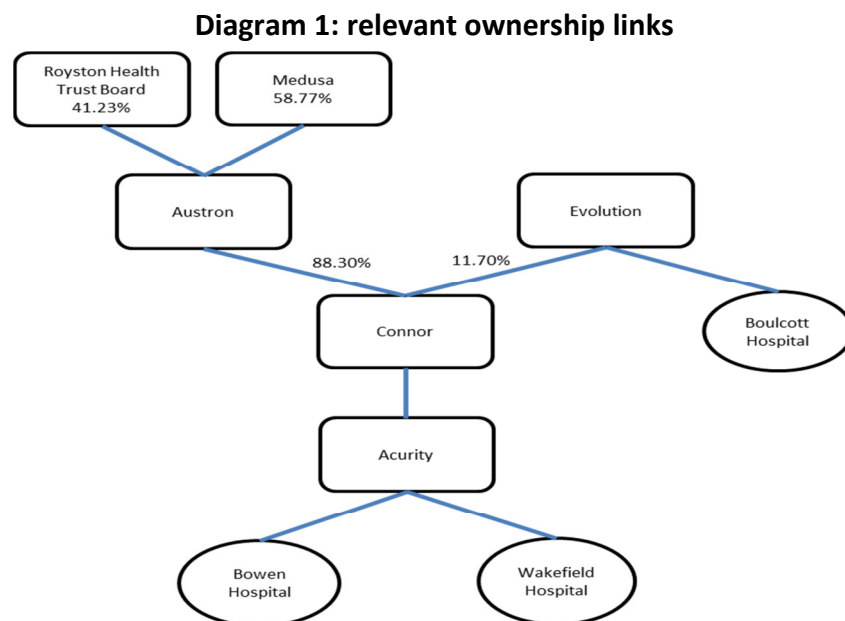 Diagram 1: relevant ownership links
Royston Health
Trust Board
41.23%
Medusa
58.77%
Austron
Evolution
88.30%
11.70%
Connor
Boulcott
Hospital
Acurity
Bowen
Hospital
Wakefield
Hospital